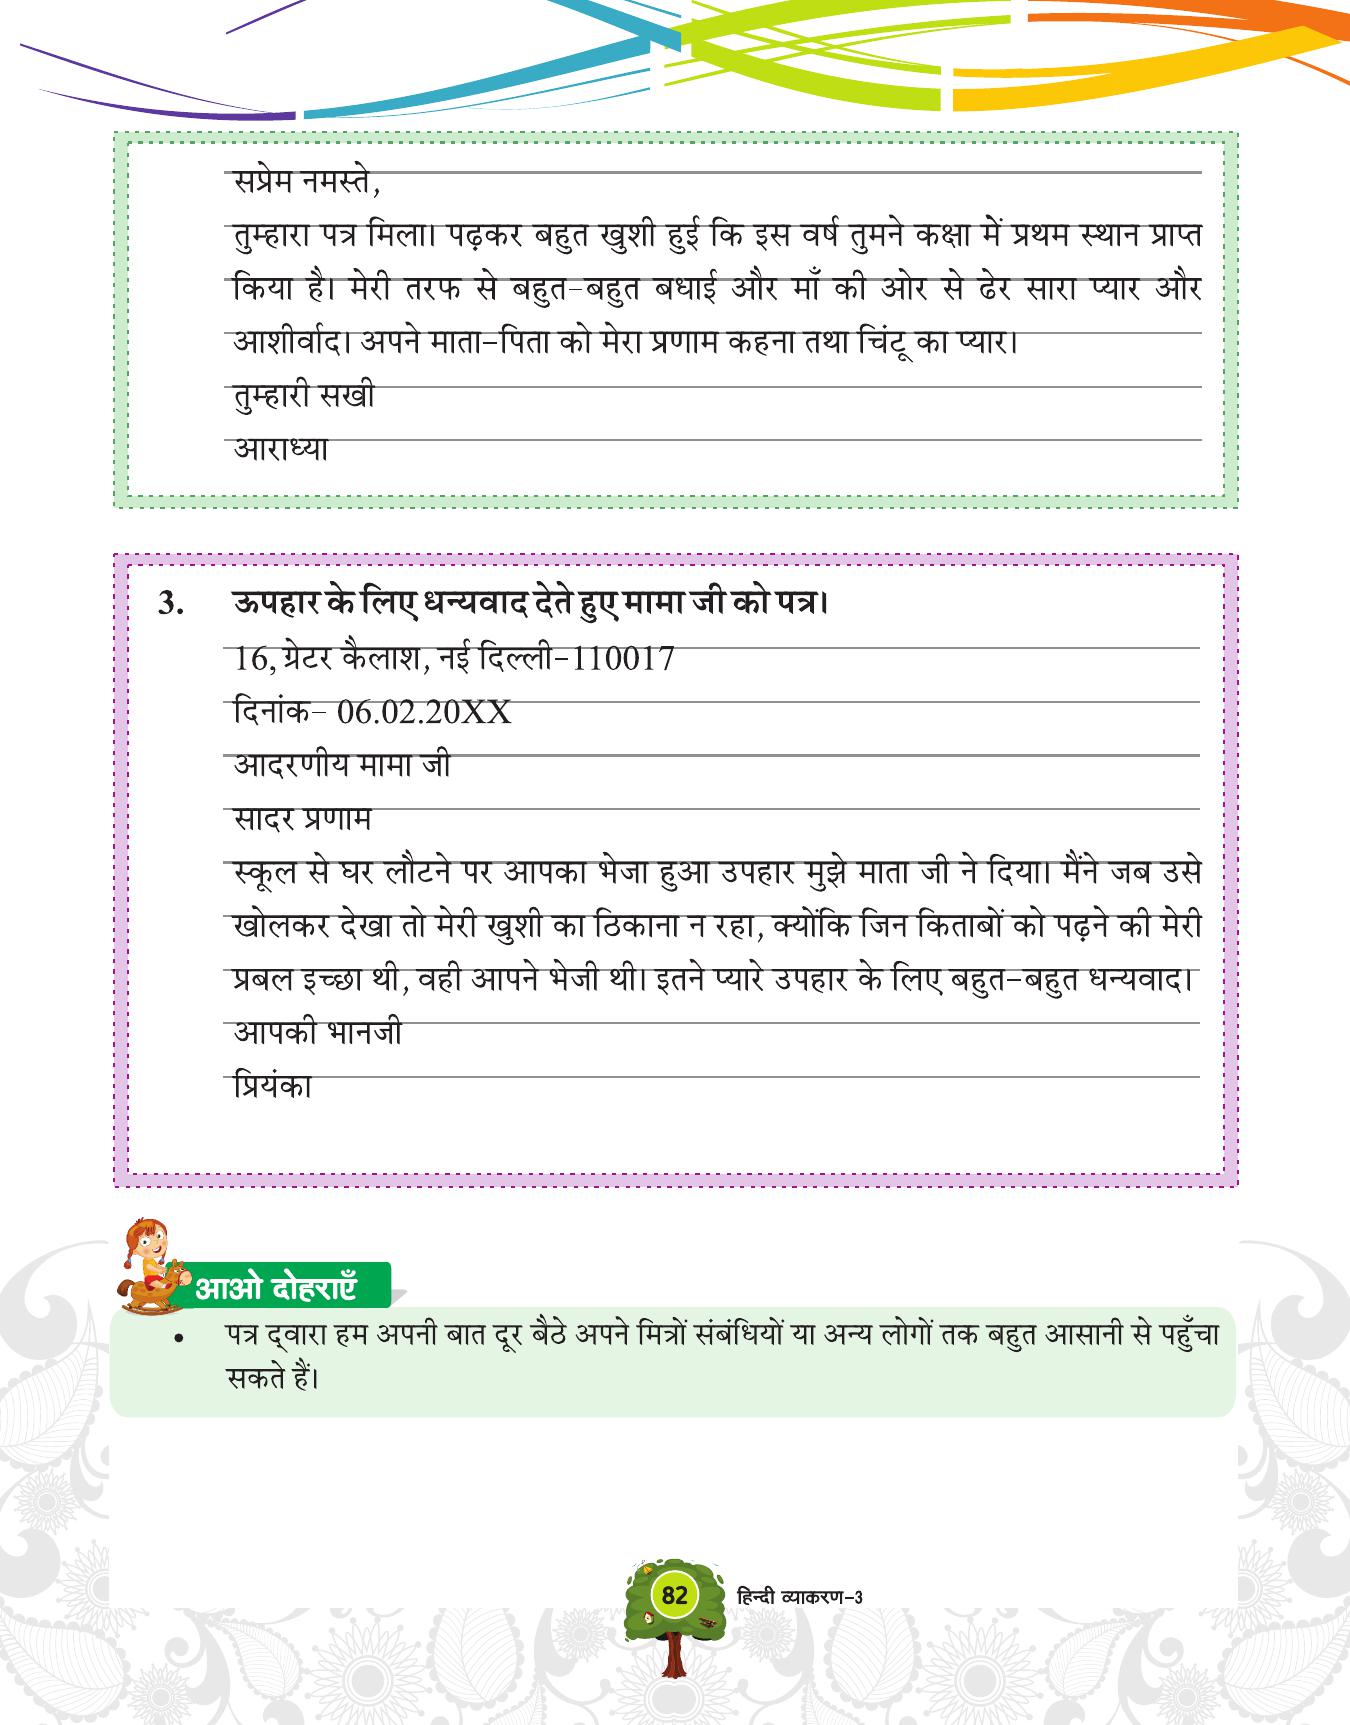 सप्रेम नमस्ते,
तुम्हारा पत्र मिला। पढ़कर बहुत खुशी हुई कि इस वर्ष तुमने कक्षा में प्रथम स्थान प्राप्त
किया है। मेरी तरफ से बहुत-बहुत बधाई और माँ की ओर से ढेर सारा प्यार और
आशीर्वाद। अपने माता-पिता को मेरा प्रणाम कहना तथा चिंटू का प्यार।
तुम्हारी सखी
आराध्या
3. ऊपहार के लिए धन्यवाद देते हुए मामा जी को पत्र।
16, ग्रेटर कैलाश, नई दिल्ली-110017
दिनांक- 06.02.20XX
आदरणीय मामा जी
सादर प्रणाम
स्कूल से घर लौटने पर आपका भेजा हुआ उपहार मुझे माता जी ने दिया। मैंने जब उसे
खोलकर देखा तो मेरी खुशी का ठिकाना न रहा, क्योंकि जिन किताबों को पढ़ने की मेरी
प्रबल इच्छा थी, वही आपने भेजी थी। इतने प्यारे उपहार के लिए बहुत-बहुत धन्यवाद।
आपकी भानजी
प्रियंका
आओ दोहराएँ
• पत्र द्‌वारा हम अपनी बात दूर बैठे अपने मित्रों संबंधियों या अन्य लोगों तक बहुत आसानी से पहुँचा
सकते हैं।
82 हिन्दी व्याकरण-3